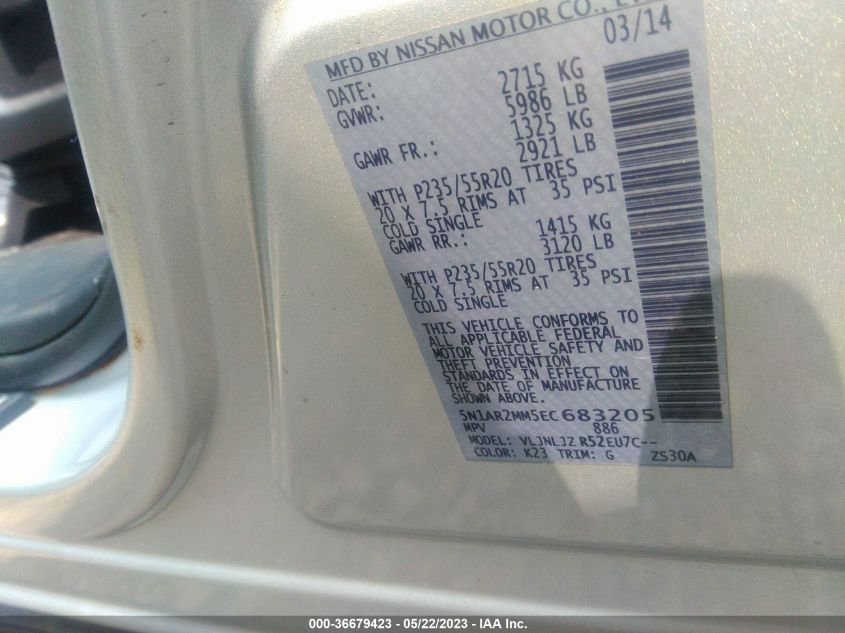 MFD BY NISSAN MOTOR CO.,
DATE: 03/14
GVWR: 2715 KG
5986 LB
GAWR FR.: 1325 KG
2921 LB
WITH P235/55R20 TIRES
20 X 7.5 RIMS AT 35 PSI
COLD SINGLE
GAWR RR.: 1415 KG
3120 LB
WITH P235/55R20 TIRES
20 X 7.5 RIMS AT 35 PSI
COLD SINGLE
THIS VEHICLE CONFORMS TO
ALL APPLICABLE FEDERAL
MOTOR VEHICLE SAFETY AND
THEFT PREVENTION
STANDARDS IN EFFECT ON
THE DATE OF MANUFACTURE
SHOWN ABOVE.
5N1AR2MM5EC683205
MPV 886
MODEL: VLJNLJZ R52EU7C--
COLOR: K23 TRIM: G ZS30A
000-36679423 - 05/22/2023 - IAA Inc.